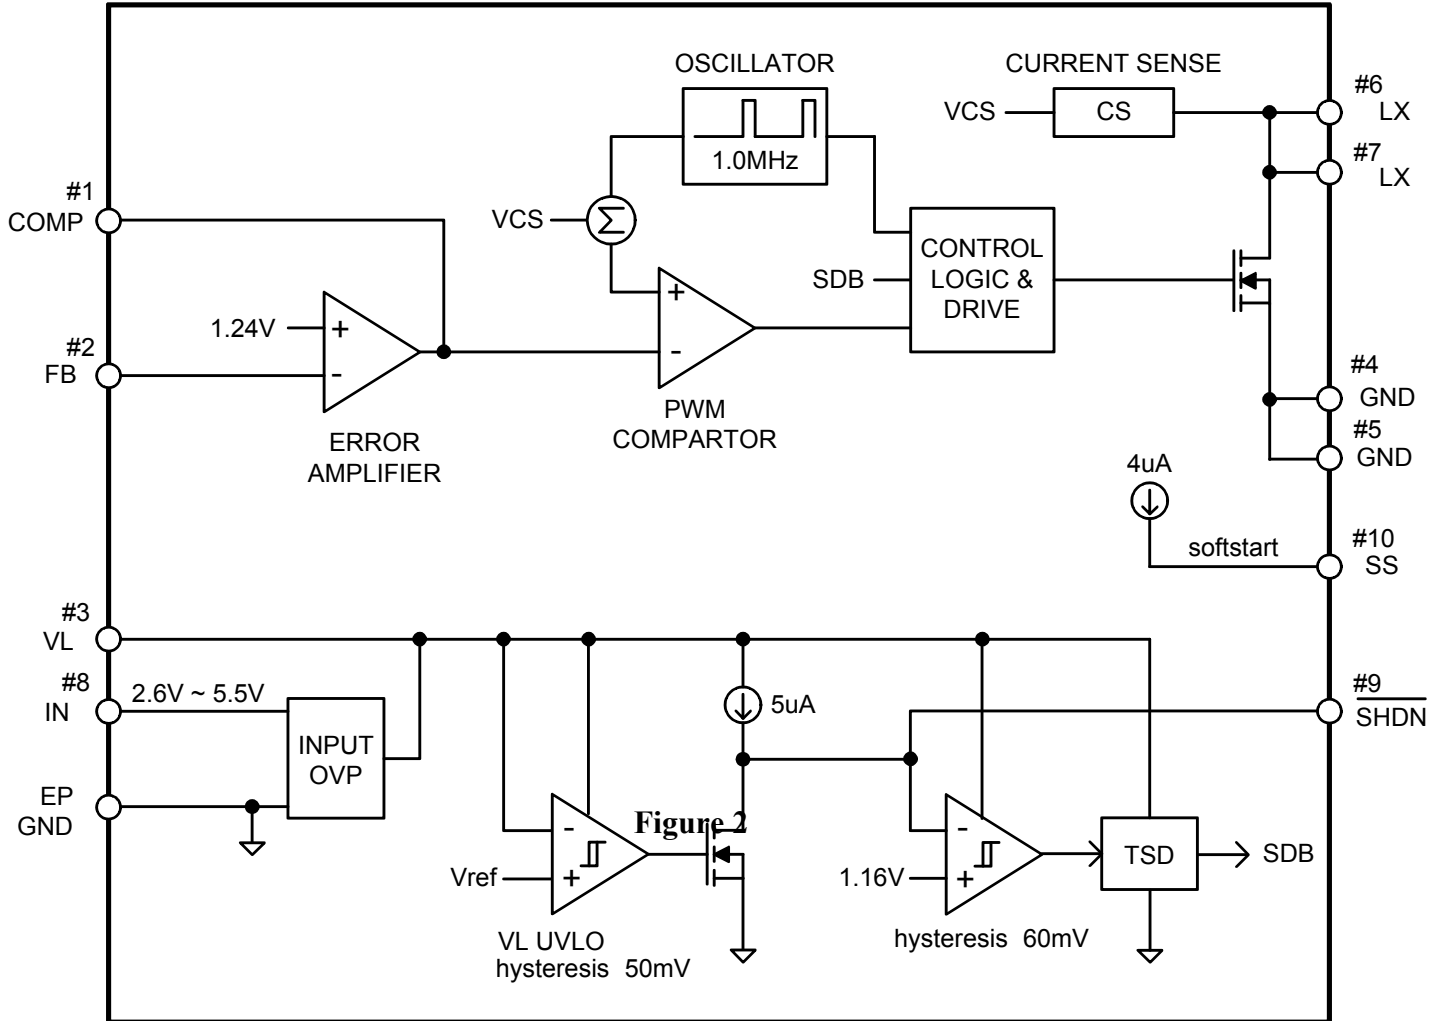 OSCILLATOR
CURRENT SENSE
1.0MHz
VCS
CS
#6
LX
#7
LX
#1
COMP
VCS
Σ
SDB
CONTROL
LOGIC &
DRIVE
+
-
PWM
COMPARTOR
1.24V
+
-
#2
FB
ERROR
AMPLIFIER
#4
GND
#5
GND
4uA
softstart
#10
SS
#3
VL
#8
IN
2.6V ~ 5.5V
INPUT
OVP
EP
GND
5uA
#9
SHDN
Figure 2
-
Vref
+
VL UVLO
hysteresis 50mV
-
1.16V
+
hysteresis 60mV
TSD
SDB